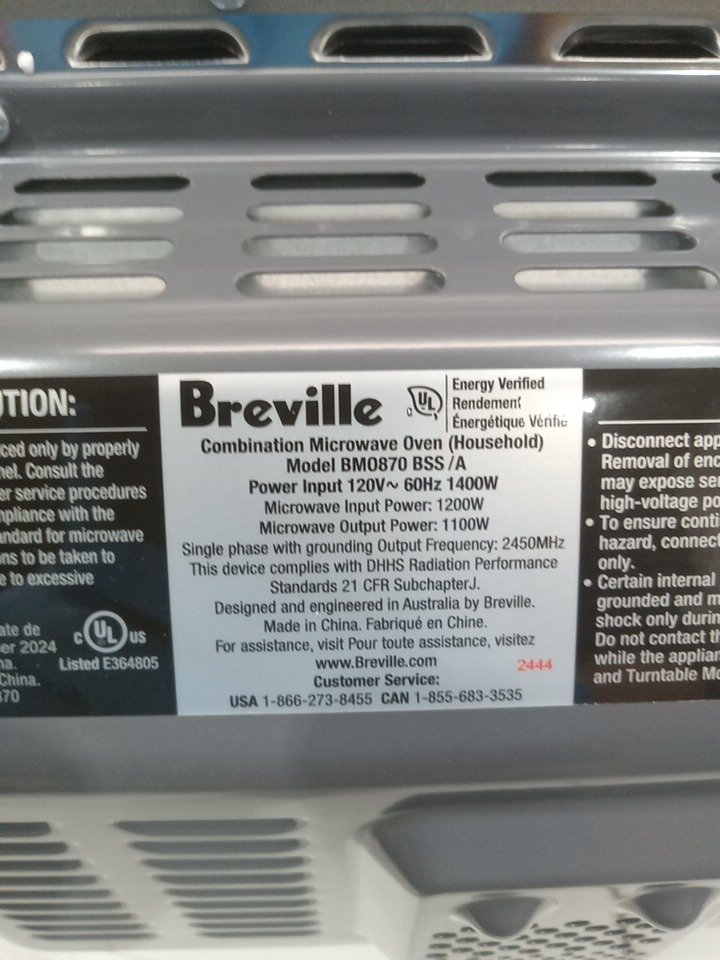 UTION:
ced only by properly
nel. Consult the
er service procedures
mpliance with the
andard for microwave
ons to be taken to
e to excessive
ate de
er 2024
na.
China.
870
C UL US
Listed E364805
Breville
C UL
Energy Verified
Rendement
Énergétique Vérifié
Combination Microwave Oven (Household)
Model BMO870 BSS /A
Power Input 120V~ 60Hz 1400W
Microwave Input Power: 1200W
Microwave Output Power: 1100W
Single phase with grounding Output Frequency: 2450MHz
This device complies with DHHS Radiation Performance
Standards 21 CFR SubchapterJ.
Designed and engineered in Australia by Breville.
Made in China. Fabriqué en Chine.
For assistance, visit Pour toute assistance, visitez
www.Breville.com
2444
Customer Service:
USA 1-866-273-8455 CAN 1-855-683-3535
• Disconnect app
Removal of enc
may expose ser
high-voltage po
• To ensure conti
hazard, connect
only.
• Certain internal
grounded and m
shock only durin
Do not contact th
while the applian
and Turntable Mo